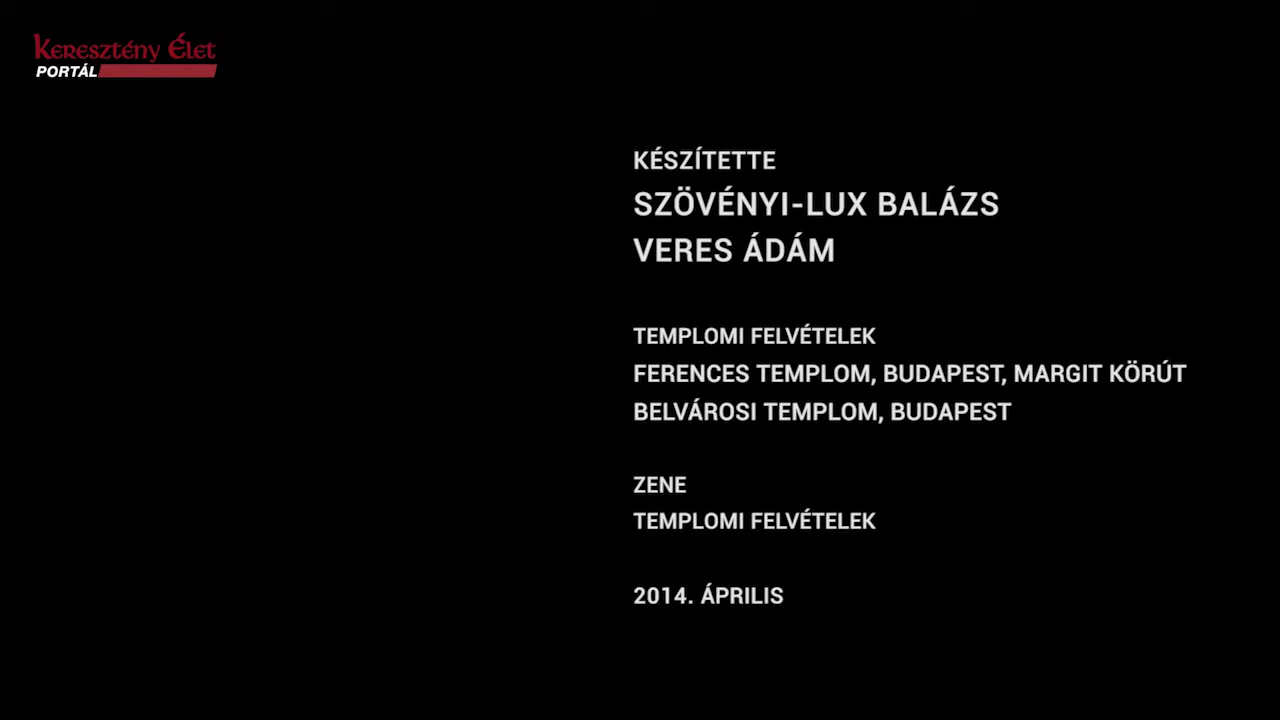 Keresztény Élet
PORTÁL
KÉSZÍTETTE
SZÖVÉNYI-LUX BALÁZS
VERES ÁDÁM
TEMPLOMI FELVÉTELEK
FERENCES TEMPLOM, BUDAPEST, MARGIT KÖRÚT
BELVÁROSI TEMPLOM, BUDAPEST
ZENE
TEMPLOMI FELVÉTELEK
2014. ÁPRILIS